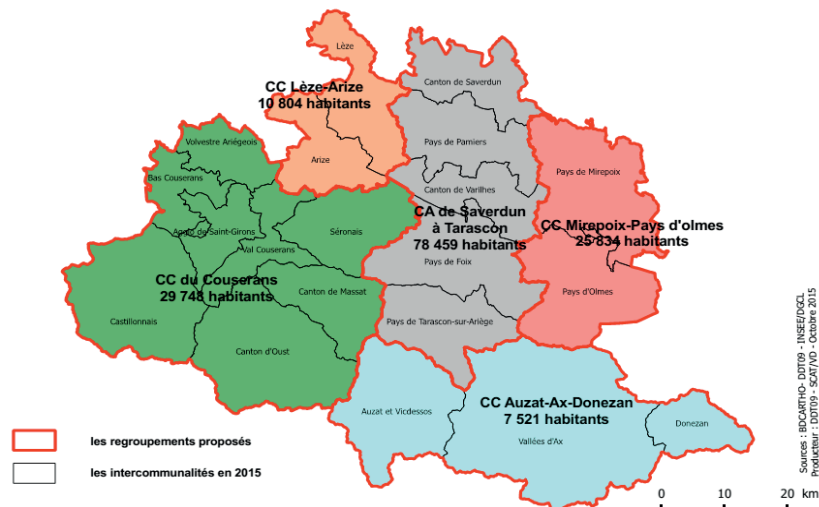 Lèze
CC Lèze-Arize
10 804 habitants
Arize
Canton de Saverdun
Pays de Pamiers
Canton de Varilhes
CA de Saverdun
à Tarascon
78 459 habitants
Pays de Foix
Pays de Tarascon-sur-Ariège
Pays de Mirepoix
CC Mirepoix-Pays d'olmes
25 834 habitants
Pays d'Olmes
Volvestre Ariégeois
Bas Couserans
Agglo de Saint-Girons
Val Couserans
Séronais
CC du Couserans
29 748 habitants
Canton de Massat
Castillonnais
Canton d'Oust
Auzat et Vicdessos
CC Auzat-Ax-Donezan
7 521 habitants
Vallées d'Ax
Donezan
les regroupements proposés
les intercommunalités en 2015
0 10 20 km
Sources : BDCARTHO- DDT09 - INSEE/DGCL
Producteur : DDT09 - SCAT/VD - Octobre 2015